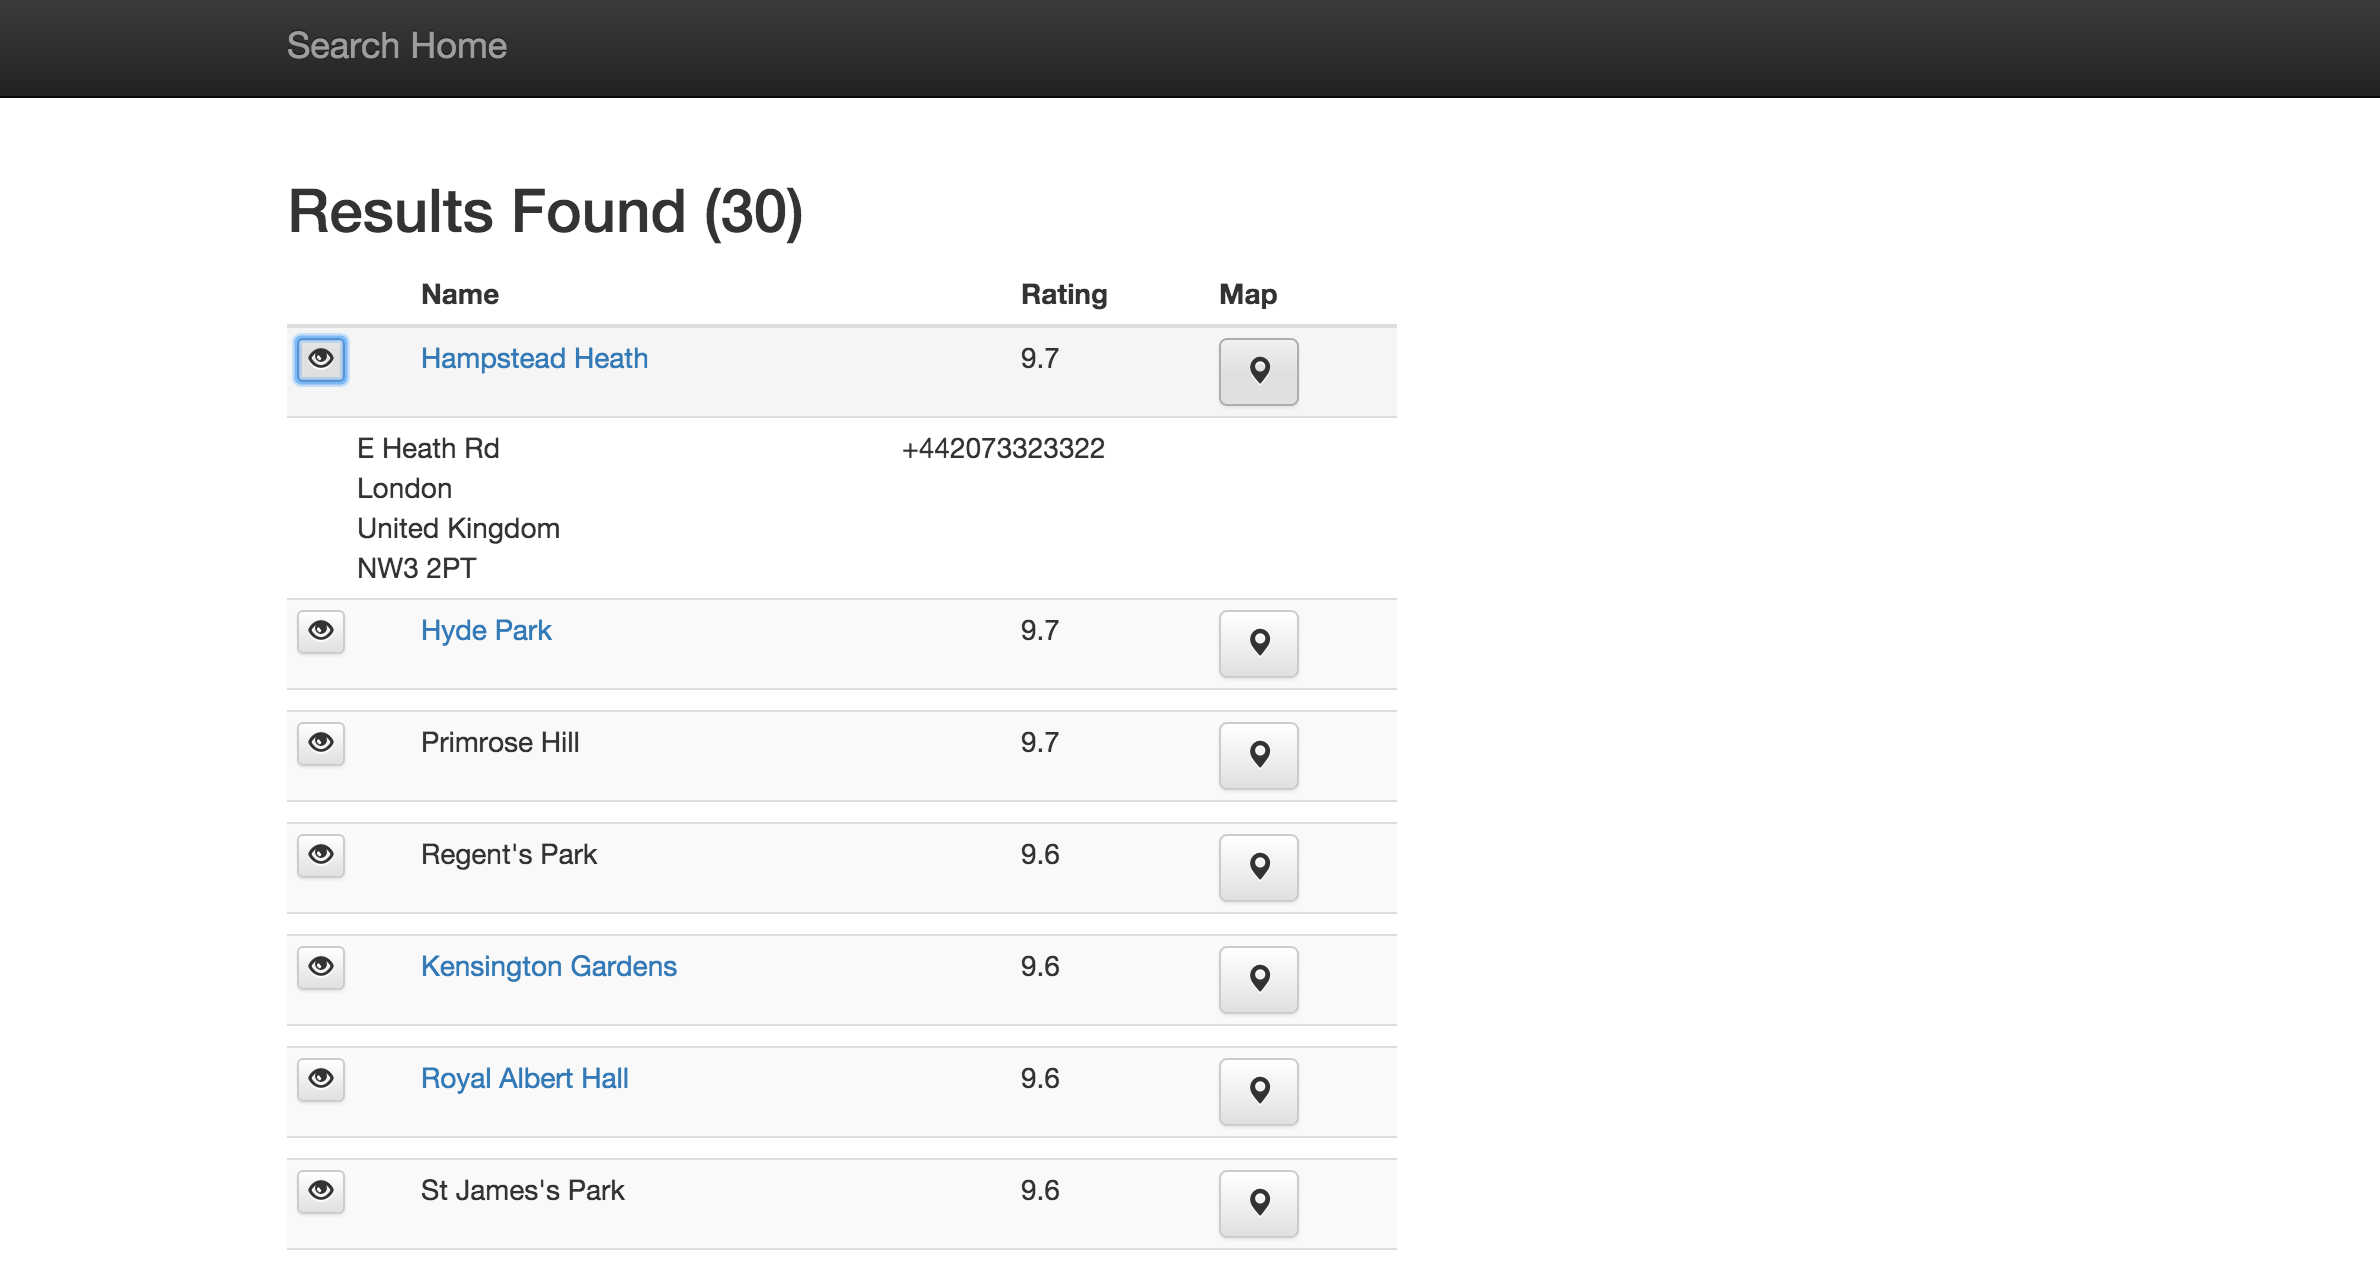 Search Home
Results Found (30)
Name Rating Map
Hampstead Heath 9.7
E Heath Rd +442073323322
London
United Kingdom
NW3 2PT
Hyde Park 9.7
Primrose Hill 9.7
Regent's Park 9.6
Kensington Gardens 9.6
Royal Albert Hall 9.6
St James's Park 9.6